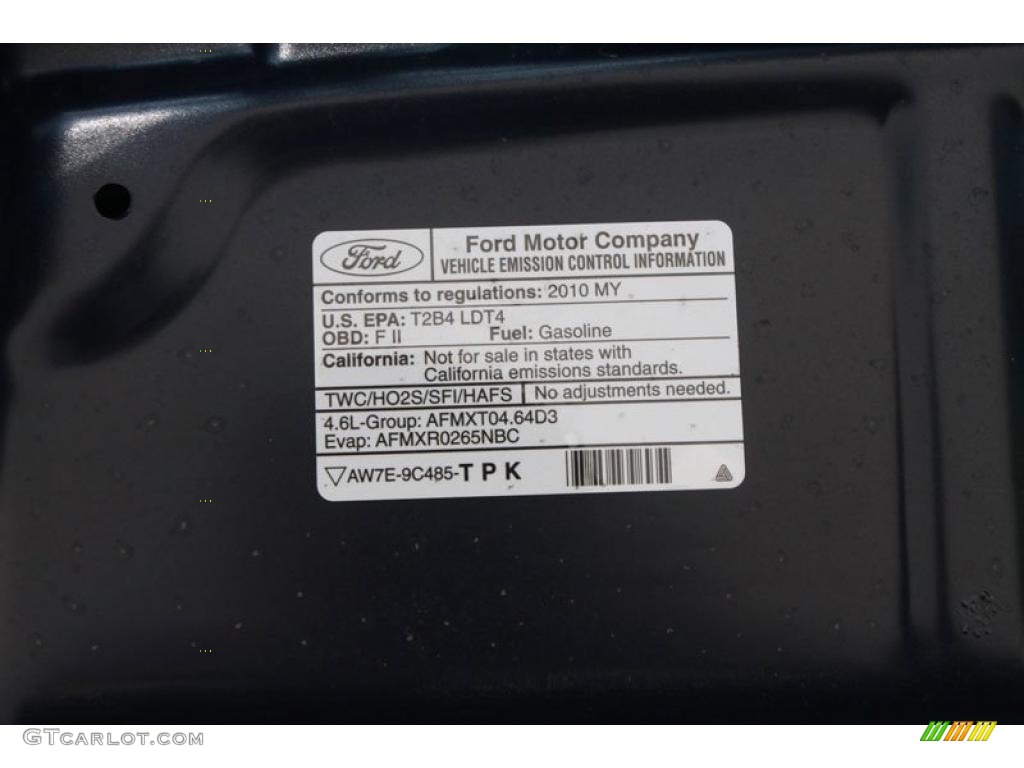 Ford
Ford Motor Company
VEHICLE EMISSION CONTROL INFORMATION
Conforms to regulations: 2010 MY
U.S. EPA: T2B4 LDT4
OBD: F II Fuel: Gasoline
California: Not for sale in states with
California emissions standards.
TWC/HO2S/SFI/HAFS No adjustments needed.
4.6L-Group: AFMXT04.64D3
Evap: AFMXR0265NBC
AW7E-9C485-T P K
GTCARLOT.COM